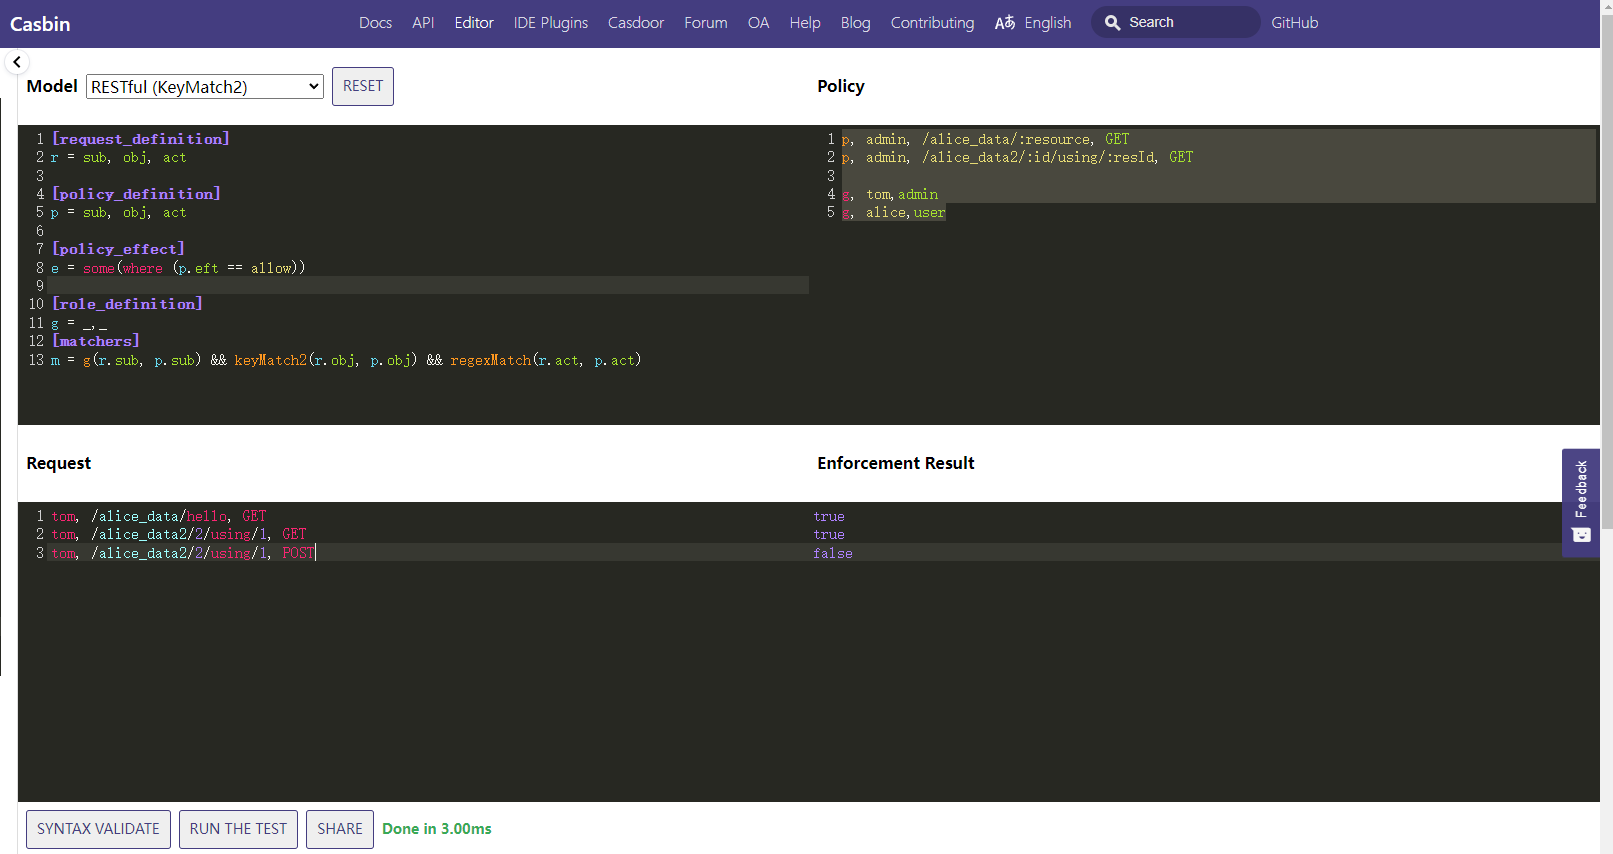 Casbin
Docs API Editor IDE Plugins Casdoor Forum OA Help Blog Contributing Aあ English Search GitHub
Model RESTful (KeyMatch2) RESET
1 [request_definition]
2 r = sub, obj, act
3
4 [policy_definition]
5 p = sub, obj, act
6
7 [policy_effect]
8 e = some(where (p.eft == allow))
9
10 [role_definition]
11 g = _,_
12 [matchers]
13 m = g(r.sub, p.sub) && keyMatch2(r.obj, p.obj) && regexMatch(r.act, p.act)
Policy
1 p, admin, /alice_data/:resource, GET
2 p, admin, /alice_data2/:id/using/:resId, GET
3
4 g, tom,admin
5 g, alice,user
Request
1 tom, /alice_data/hello, GET
2 tom, /alice_data2/2/using/1, GET
3 tom, /alice_data2/2/using/1, POST
Enforcement Result
true
true
false
Feedback
SYNTAX VALIDATE RUN THE TEST SHARE Done in 3.00ms